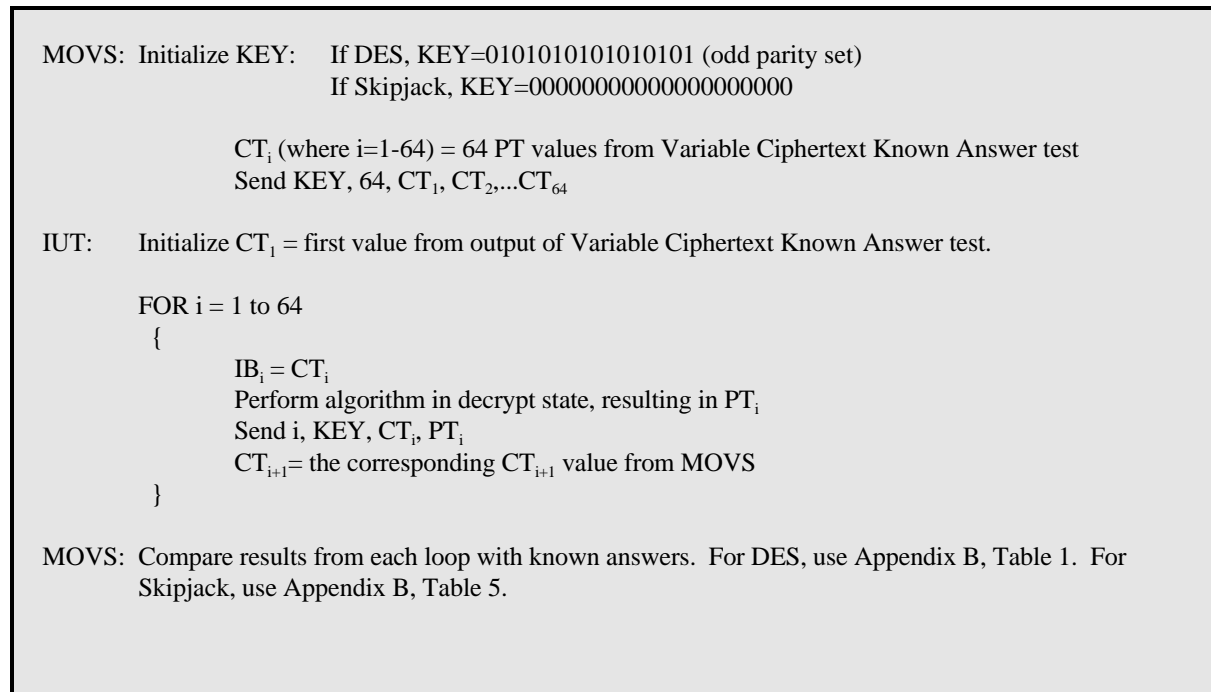 MOVS: Initialize KEY: If DES, KEY=0101010101010101 (odd parity set)
If Skipjack, KEY=00000000000000000000
CTi (where i=1-64) = 64 PT values from Variable Ciphertext Known Answer test
Send KEY, 64, CT1, CT2,...CT64
IUT: Initialize CT1 = first value from output of Variable Ciphertext Known Answer test.
FOR i = 1 to 64
{
IBi = CTi
Perform algorithm in decrypt state, resulting in PTi
Send i, KEY, CTi, PTi
CTi+1= the corresponding CTi+1 value from MOVS
}
MOVS: Compare results from each loop with known answers. For DES, use Appendix B, Table 1. For
Skipjack, use Appendix B, Table 5.